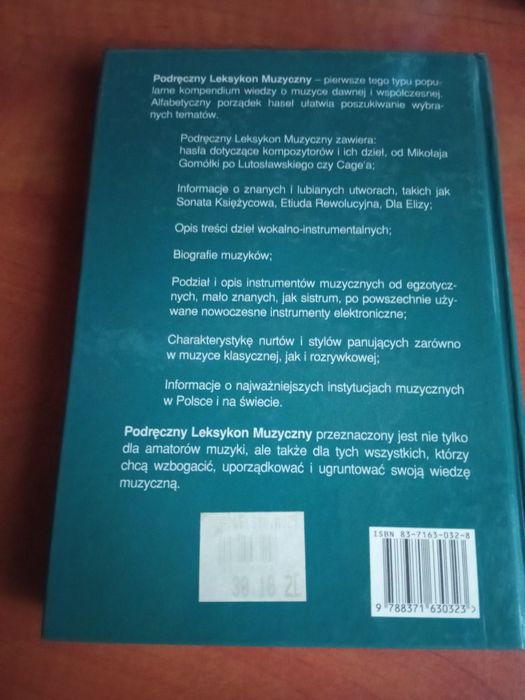 Podręczny Leksykon Muzyczny – pierwsze tego typu popu-
larne kompendium wiedzy o muzyce dawnej i współczesnej.
Alfabetyczny porządek haseł ułatwia poszukiwanie wybra-
nych tematów.
Podręczny Leksykon Muzyczny zawiera:
hasła dotyczące kompozytorów i ich dzieł, od Mikołaja
Gomółki po Lutosławskiego czy Cage'a;
Informacje o znanych i lubianych utworach, takich jak
Sonata Księżycowa, Etiuda Rewolucyjna, Dla Elizy;
Opis treści dzieł wokalno-instrumentalnych;
Biografie muzyków;
Podział i opis instrumentów muzycznych od egzotycz-
nych, mało znanych, jak sistrum, po powszechnie uży-
wane nowoczesne instrumenty elektroniczne;
Charakterystykę nurtów i stylów panujących zarówno
w muzyce klasycznej, jak i rozrywkowej;
Informacje o najważniejszych instytucjach muzycznych
w Polsce i na świecie.
Podręczny Leksykon Muzyczny przeznaczony jest nie tylko
dla amatorów muzyki, ale także dla tych wszystkich, którzy
chcą wzbogacić, uporządkować i ugruntować swoją wiedzę
muzyczną.
ISBN 83-7163-032-8
9 788371 630323 >